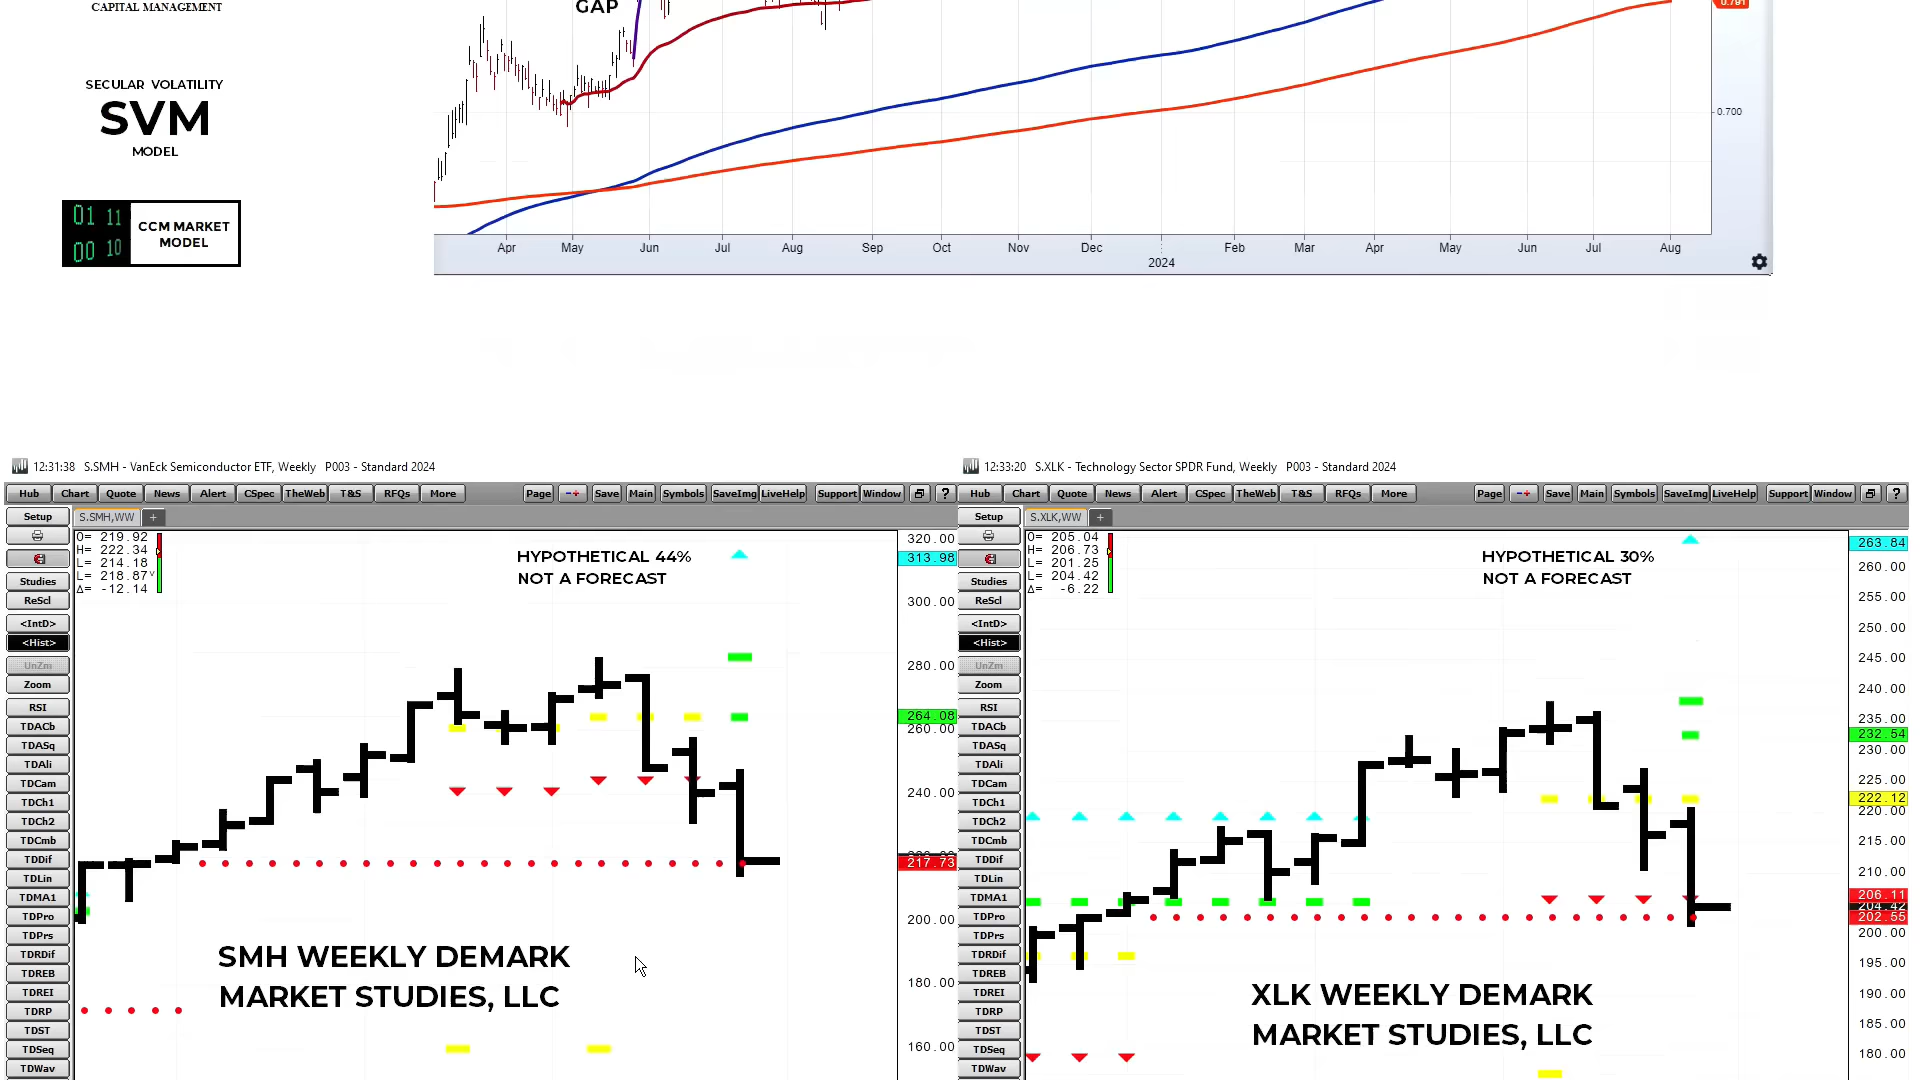 CAPITAL MANAGEMENT
GAP
0.791
SECULAR VOLATILITY
SVM
MODEL
0.700
01 11
00 10
CCM MARKET
MODEL
Apr May Jun Jul Aug Sep Oct Nov Dec Feb Mar Apr May Jun Jul Aug
2024
12:31:38 S.SMH - VanEck Semiconductor ETF, Weekly P003 - Standard 2024
Hub Chart Quote News Alert CSpec TheWeb T&S RFQs More Page -+ Save Main Symbols SaveImg LiveHelp Support Window ?
Setup
S.SMH,WW +
O= 219.92
H= 222.34
L= 214.18
L= 218.87v
Δ= -12.14
HYPOTHETICAL 44%
NOT A FORECAST
Studies
ReScl
<IntD>
<Hist>
UnZm
Zoom
RSI
TDACb
TDASq
TDAli
TDCam
TDCh1
TDCh2
TDCmb
TDDif
TDLin
TDMA1
TDPro
TDPrs
TDRDif
TDREB
TDREI
TDRP
TDST
TDSeq
TDWav
320.00
313.98
300.00
280.00
264.08
260.00
240.00
217.73
200.00
180.00
160.00
SMH WEEKLY DEMARK
MARKET STUDIES, LLC
12:33:20 S.XLK - Technology Sector SPDR Fund, Weekly P003 - Standard 2024
Hub Chart Quote News Alert CSpec TheWeb T&S RFQs More Page -+ Save Main Symbols SaveImg LiveHelp Support Window ?
Setup
S.XLK,WW +
O= 205.04
H= 206.73
L= 201.25
L= 204.42
Δ= -6.22
HYPOTHETICAL 30%
NOT A FORECAST
Studies
ReScl
<IntD>
<Hist>
UnZm
Zoom
RSI
TDACb
TDASq
TDAli
TDCam
TDCh1
TDCh2
TDCmb
TDDif
TDLin
TDMA1
TDPro
TDPrs
TDRDif
TDREB
TDREI
TDRP
TDST
TDSeq
TDWav
263.84
260.00
255.00
250.00
245.00
240.00
235.00
232.54
230.00
225.00
222.12
220.00
215.00
210.00
206.11
204.42
202.55
200.00
195.00
190.00
185.00
180.00
XLK WEEKLY DEMARK
MARKET STUDIES, LLC